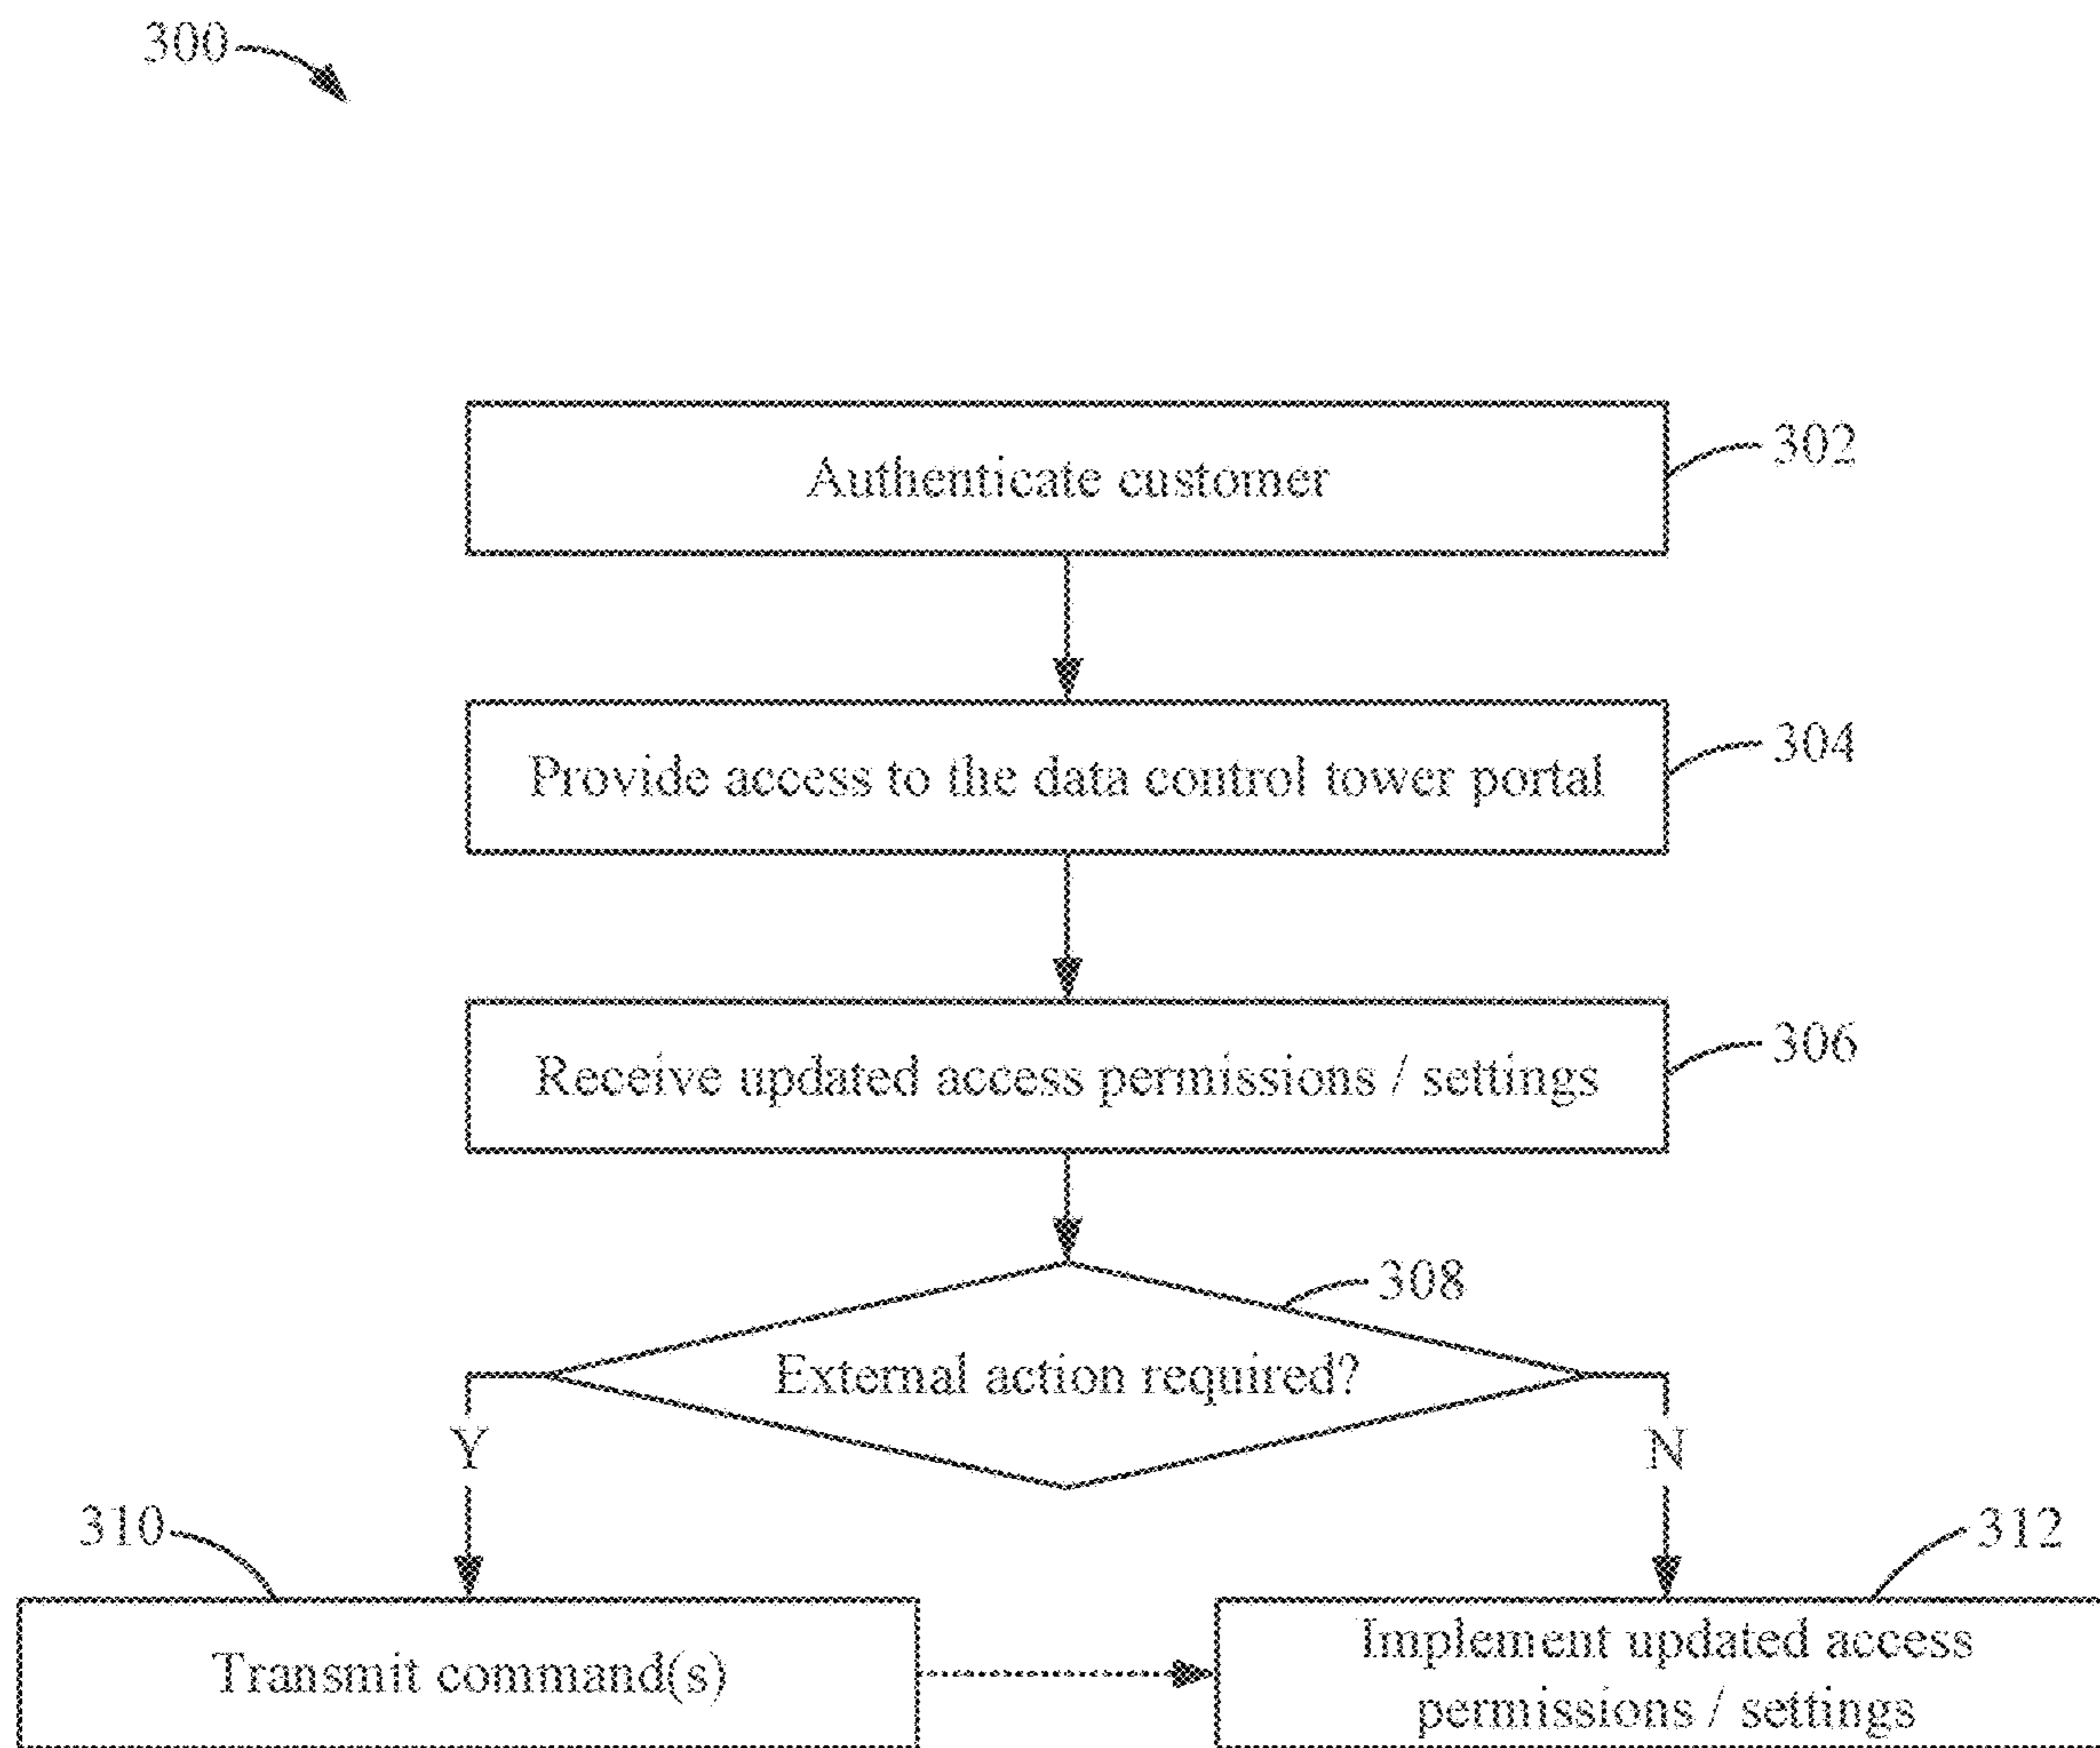 300
Authenticate customer
302
Provide access to the data control tower portal
304
Receive updated access permissions / settings
306
308
External action required?
Y
N
310
312
Transmit command(s)
Implement updated access
permissions / settings